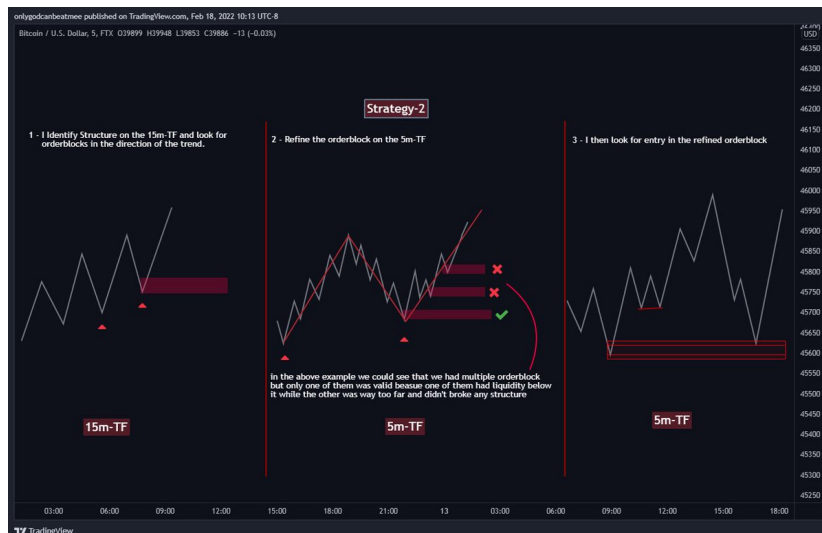 onlygodcanbeatmee published on TradingView.com, Feb 18, 2022 10:13 UTC-8
Bitcoin / U.S. Dollar, 5, FTX O39899 H39948 L39853 C39886 −13 (−0.03%)
USD
46350
46300
46250
46200
46150
46100
46050
46000
45950
45900
45850
45800
45750
45700
45650
45600
45550
45500
45450
45400
45350
45300
45250
Strategy-2
1 - I Identify Structure on the 15m-TF and look for
orderblocks in the direction of the trend.
2 - Refine the orderblock on the 5m-TF
3 - I then look for entry in the refined orderblock
in the above example we could see that we had multiple orderblock
but only one of them was valid beasue one of them had liquidity below
it while the other was way too far and didn't broke any structure
15m-TF
5m-TF
5m-TF
03:00 06:00 09:00 12:00 15:00 18:00 21:00 13 03:00 06:00 09:00 12:00 15:00 18:00
TradingView